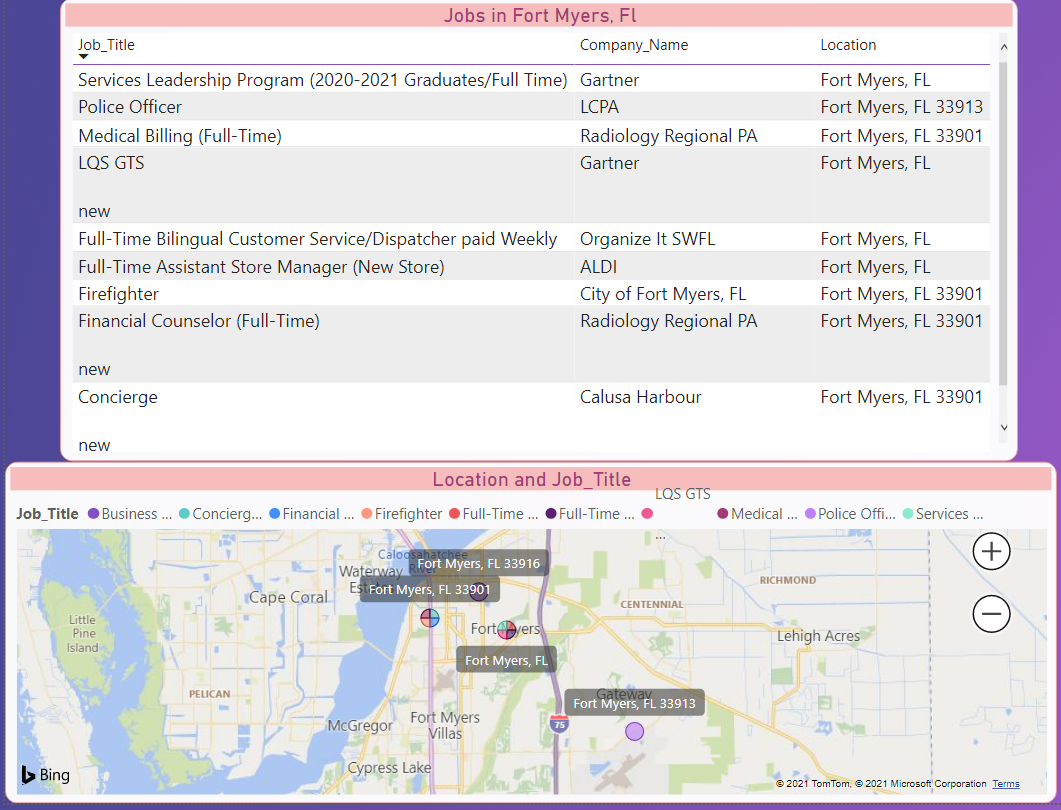 Jobs in Fort Myers, Fl
Job_Title Company_Name Location
Services Leadership Program (2020-2021 Graduates/Full Time) Gartner Fort Myers, FL
Police Officer LCPA Fort Myers, FL 33913
Medical Billing (Full-Time) Radiology Regional PA Fort Myers, FL 33901
LQS GTS Gartner Fort Myers, FL
new
Full-Time Bilingual Customer Service/Dispatcher paid Weekly Organize It SWFL Fort Myers, FL
Full-Time Assistant Store Manager (New Store) ALDI Fort Myers, FL
Firefighter City of Fort Myers, FL Fort Myers, FL 33901
Financial Counselor (Full-Time) Radiology Regional PA Fort Myers, FL 33901
new
Concierge Calusa Harbour Fort Myers, FL 33901
new
Location and Job_Title
LQS GTS
Job_Title Business ... Concierg... Financial ... Firefighter Full-Time ... Full-Time ... Medical ... Police Offi... Services ...
...
Caloosahatchee
River
Fort Myers, FL 33916
Waterway
Fort Myers, FL 33901
Cape Coral
RICHMOND
CENTENNIAL
Little
Pine
Island
Fort Myers
Lehigh Acres
Fort Myers, FL
PELICAN
Gateway
Fort Myers, FL 33913
McGregor
Fort Myers
Villas
75
Cypress Lake
Bing
© 2021 TomTom, © 2021 Microsoft Corporation Terms